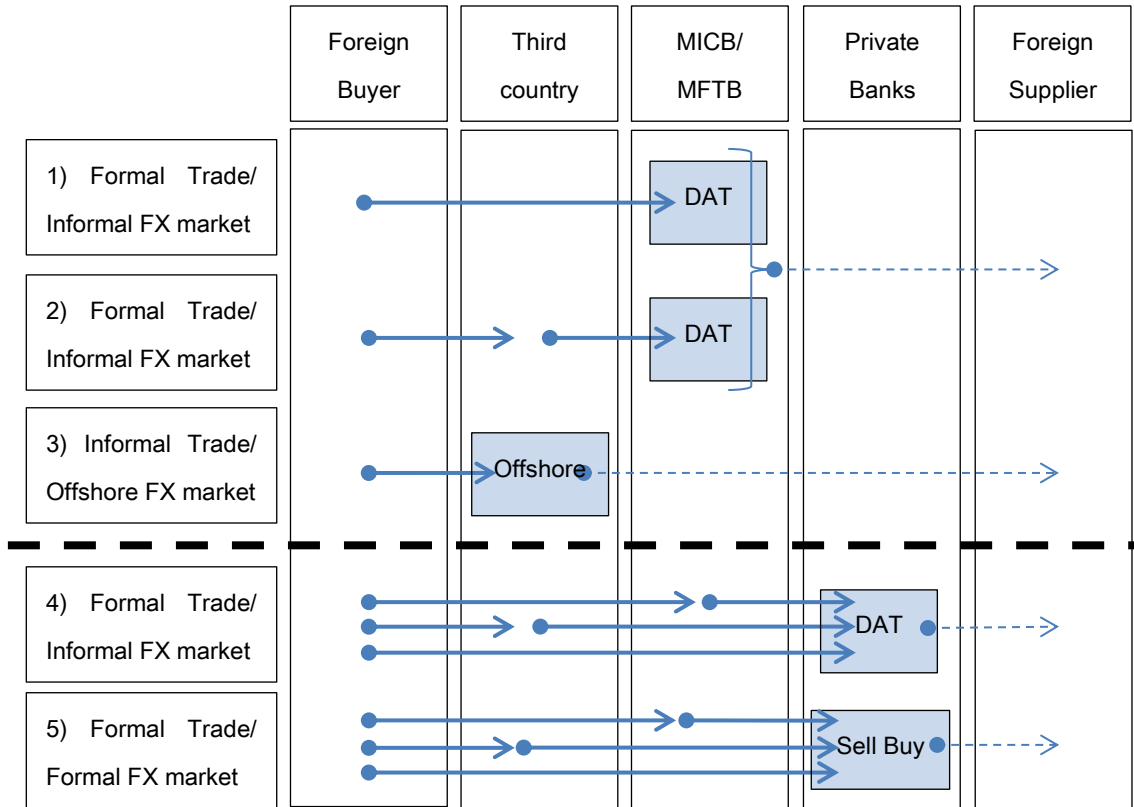 Foreign
Buyer
Third
country
MICB/
MFTB
Private
Banks
Foreign
Supplier
1) Formal Trade/
Informal FX market
DAT
2) Formal Trade/
Informal FX market
DAT
3) Informal Trade/
Offshore FX market
Offshore
4) Formal Trade/
Informal FX market
DAT
5) Formal Trade/
Formal FX market
Sell Buy